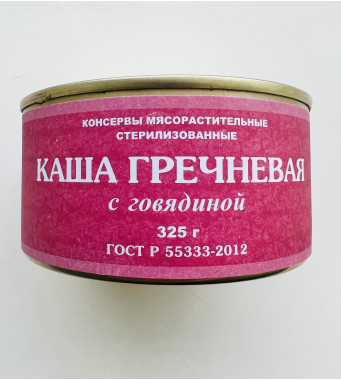 КОНСЕРВЫ МЯСОРАСТИТЕЛЬНЫЕ
СТЕРИЛИЗОВАННЫЕ
КАША ГРЕЧНЕВАЯ
с говядиной
325 г
ГОСТ Р 55333-2012